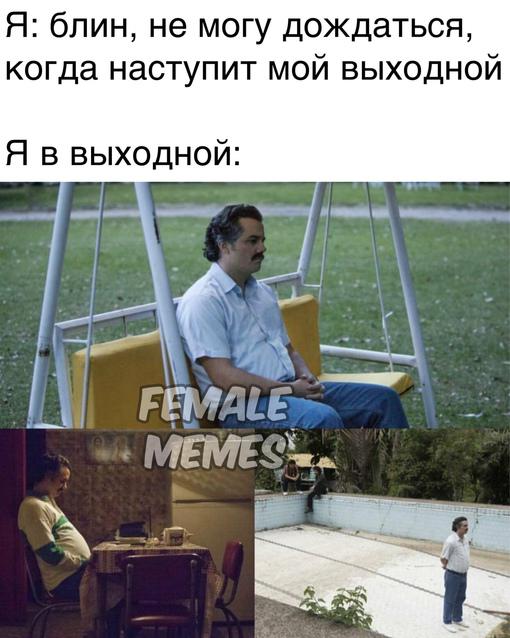 Я: блин, не могу дождаться,
когда наступит мой выходной
Я в выходной:
FEMALE
MEMES